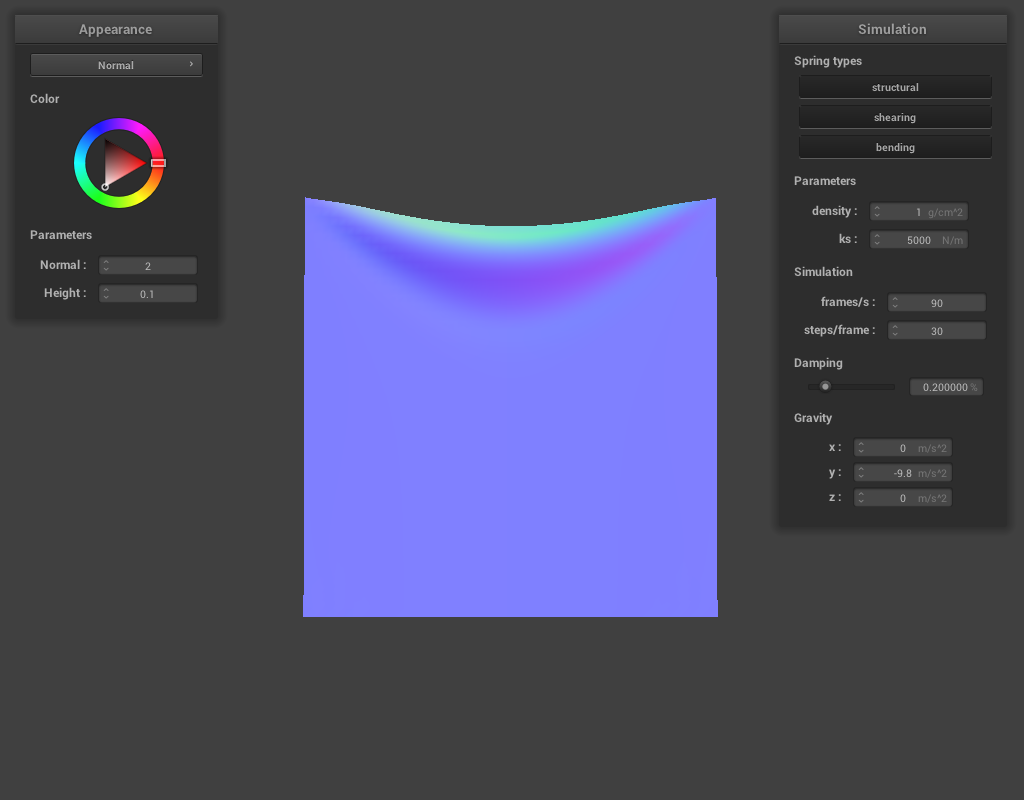 Appearance
Normal ›
Color
Parameters
Normal : 2
Height : 0.1
Simulation
Spring types
structural
shearing
bending
Parameters
density : 1 g/cm^2
ks : 5000 N/m
Simulation
frames/s : 90
steps/frame : 30
Damping
0.200000 %
Gravity
x : 0 m/s^2
y : -9.8 m/s^2
z : 0 m/s^2